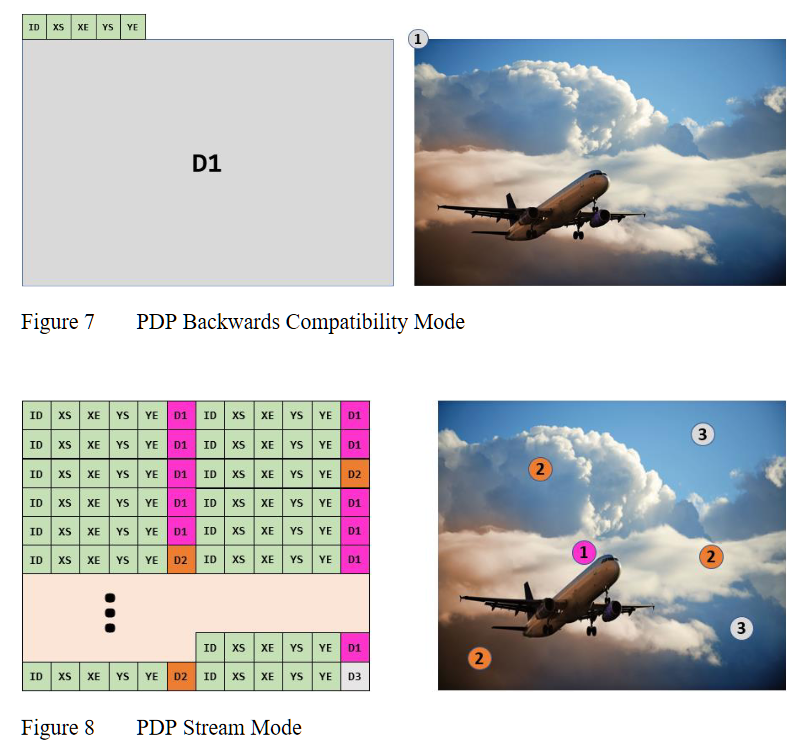 ID XS XE YS YE
D1
1
Figure 7 PDP Backwards Compatibility Mode
ID XS XE YS YE D1 ID XS XE YS YE D1
ID XS XE YS YE D1 ID XS XE YS YE D1
ID XS XE YS YE D1 ID XS XE YS YE D2
ID XS XE YS YE D1 ID XS XE YS YE D1
ID XS XE YS YE D1 ID XS XE YS YE D1
ID XS XE YS YE D2 ID XS XE YS YE D1
ID XS XE YS YE D1
ID XS XE YS YE D2 ID XS XE YS YE D3
3
2
1
2
3
2
Figure 8 PDP Stream Mode